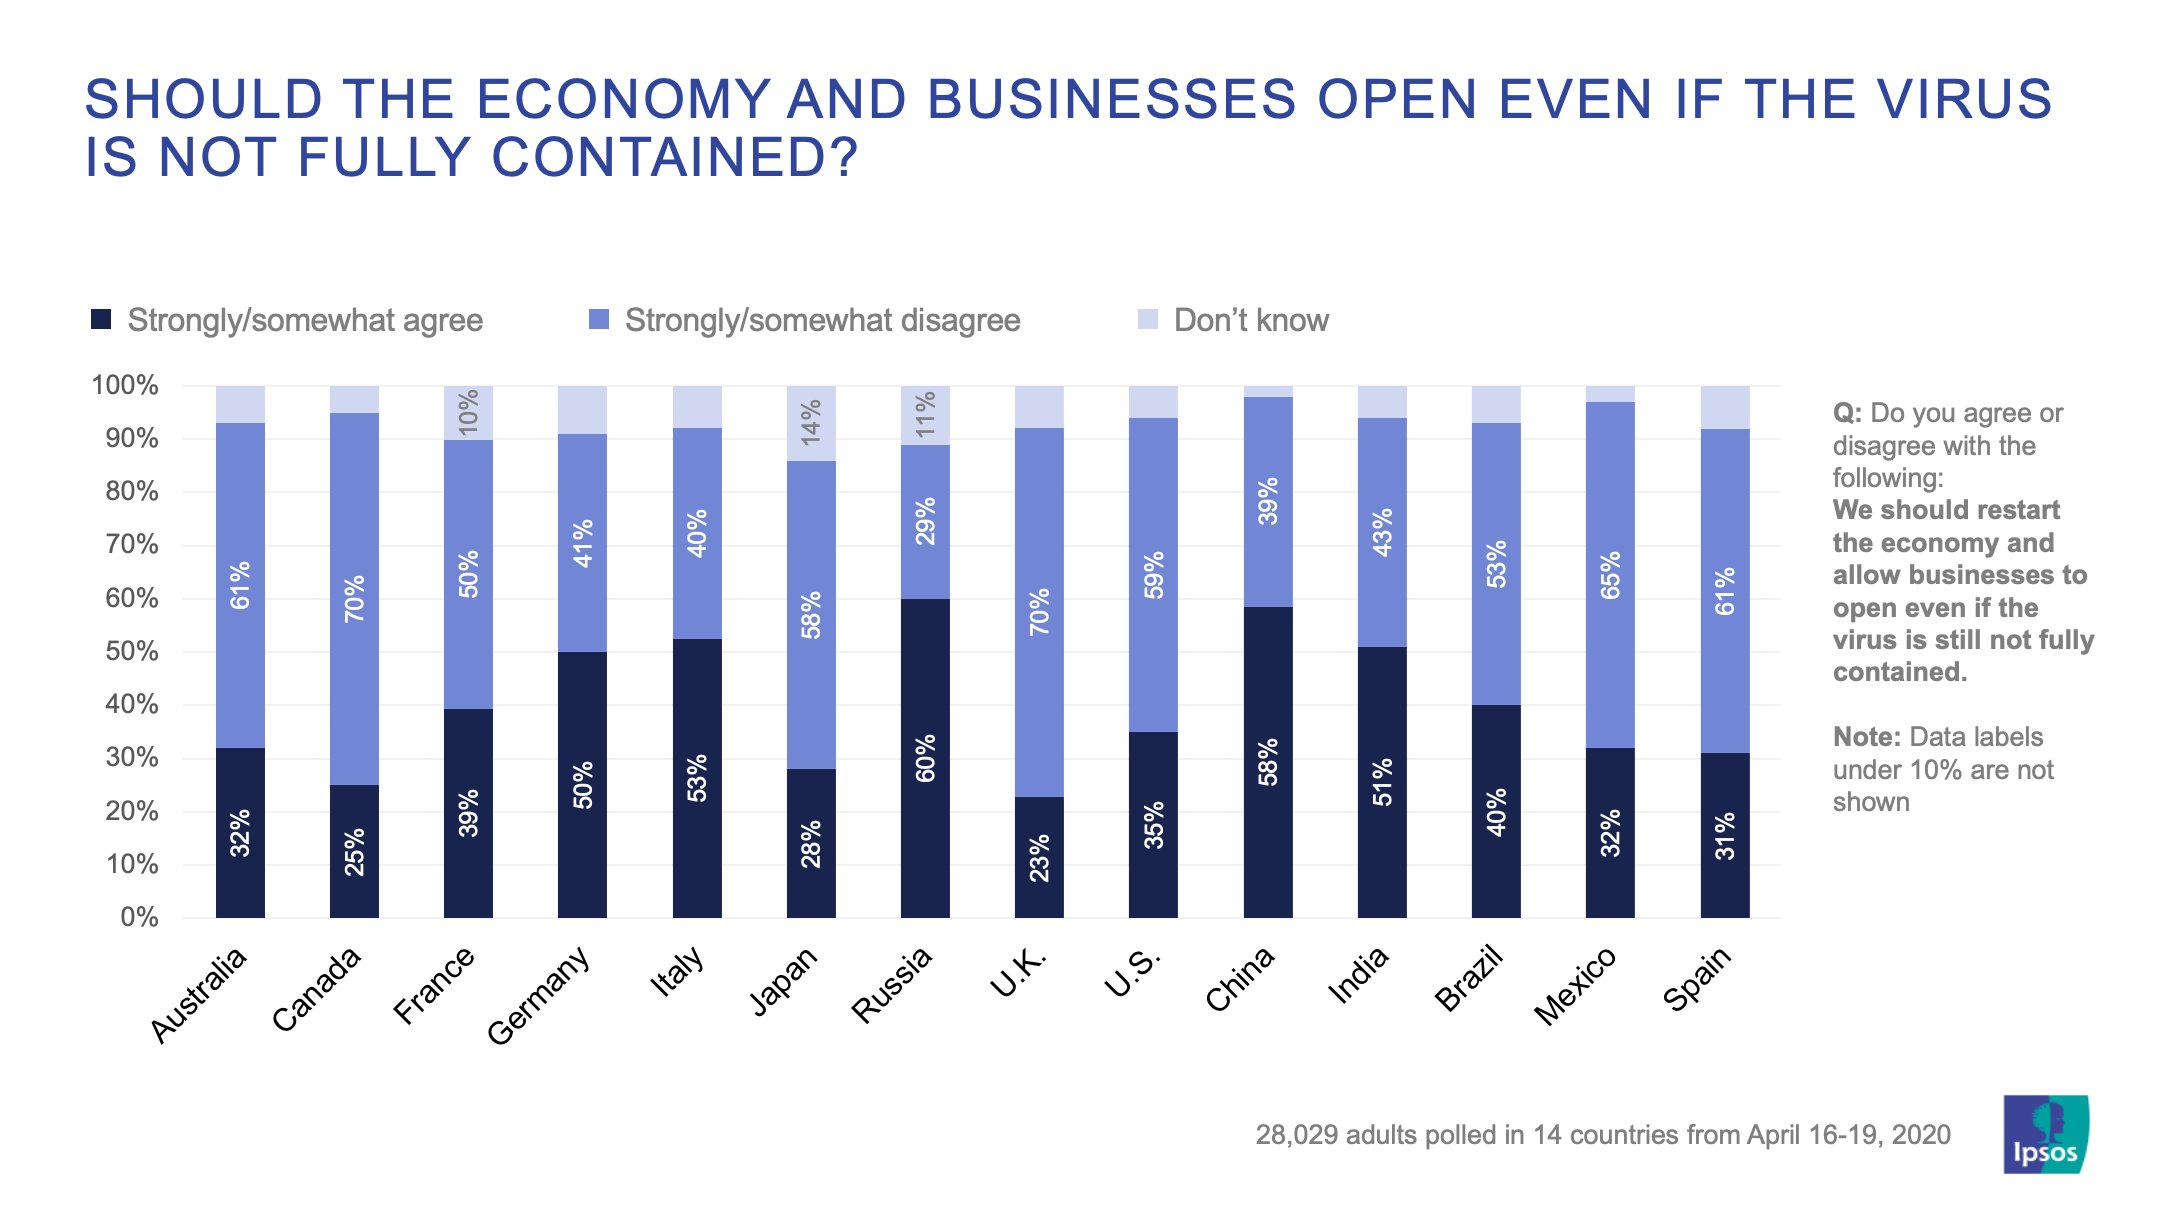 SHOULD THE ECONOMY AND BUSINESSES OPEN EVEN IF THE VIRUS
IS NOT FULLY CONTAINED?
Strongly/somewhat agree
Strongly/somewhat disagree
Don’t know
100%
90%
80%
70%
60%
50%
40%
30%
20%
10%
0%
61%
32%
70%
25%
10%
50%
39%
41%
50%
40%
53%
14%
58%
28%
11%
29%
60%
70%
23%
59%
35%
39%
58%
43%
51%
53%
40%
65%
32%
61%
31%
Australia
Canada
France
Germany
Italy
Japan
Russia
U.K.
U.S.
China
India
Brazil
Mexico
Spain
Q: Do you agree or
disagree with the
following:
We should restart
the economy and
allow businesses to
open even if the
virus is still not fully
contained.
Note: Data labels
under 10% are not
shown
28,029 adults polled in 14 countries from April 16-19, 2020
Ipsos